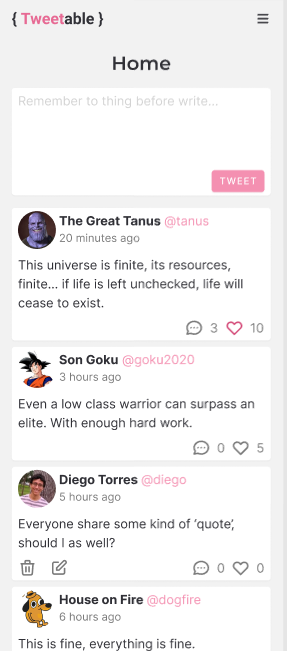 { Tweetable }
Home
Remember to thing before write...
TWEET
The Great Tanus @tanus
20 minutes ago
This universe is finite, its resources,
finite... if life is left unchecked, life will
cease to exist.
3 10
Son Goku @goku2020
3 hours ago
Even a low class warrior can surpass an
elite. With enough hard work.
0 5
Diego Torres @diego
5 hours ago
Everyone share some kind of ‘quote’,
should I as well?
0 0
House on Fire @dogfire
6 hours ago
This is fine, everything is fine.